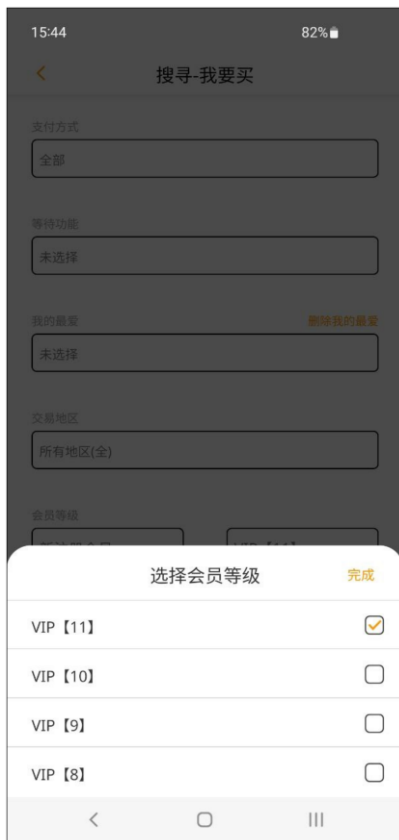 15:44 82%
搜寻-我要买
支付方式
全部
等待功能
未选择
我的最爱 删除我的最爱
未选择
交易地区
所有地区(全)
会员等级
选择会员等级 完成
VIP【11】
VIP【10】
VIP【9】
VIP【8】